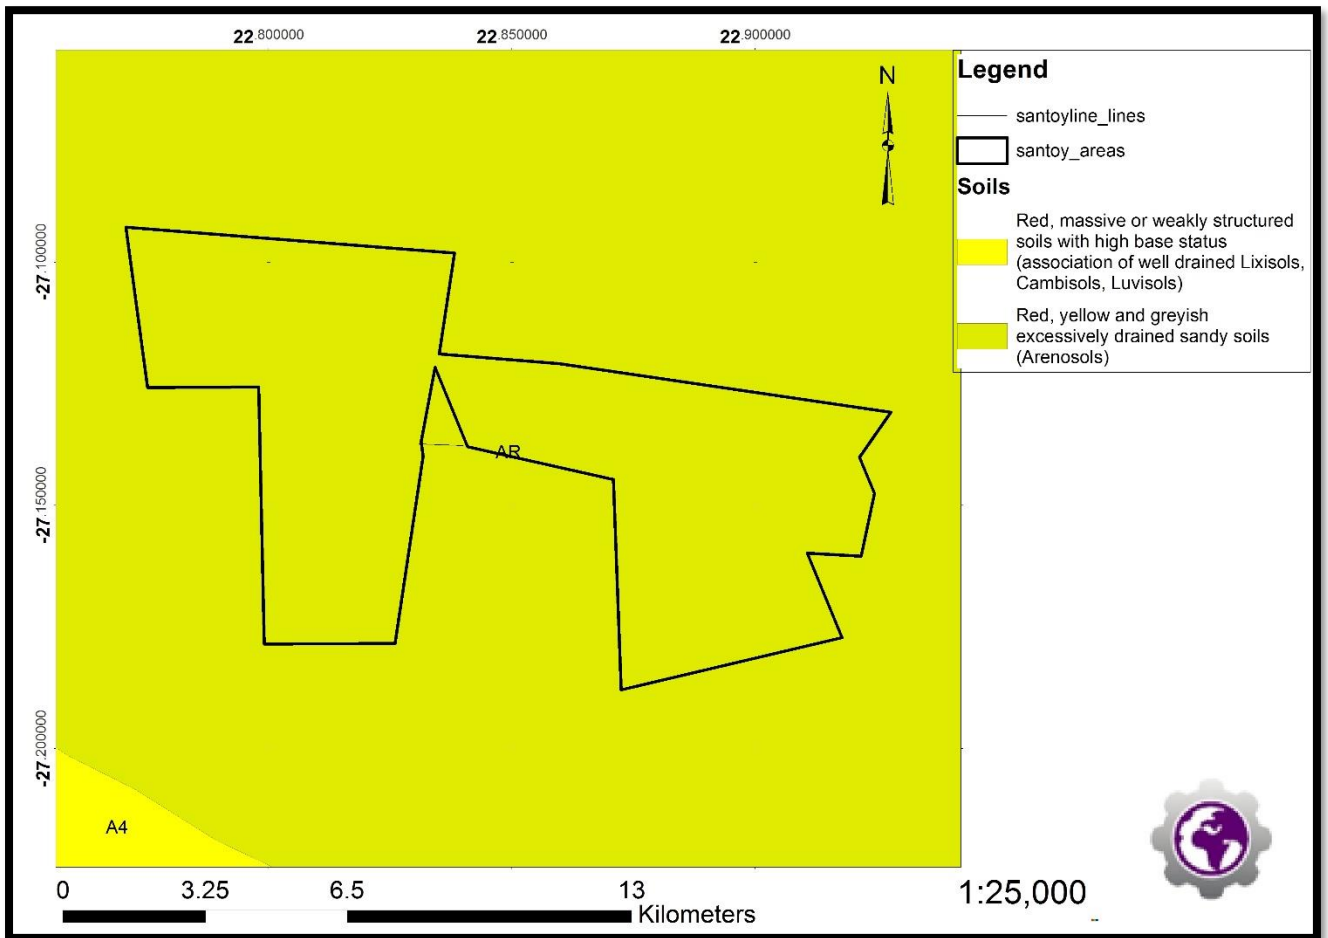 22.800000 22.850000 22.900000
N
-27.100000
-27.150000
-27.200000
AR
A4
Legend
santoyline_lines
santoy_areas
Soils
Red, massive or weakly structured
soils with high base status
(association of well drained Lixisols,
Cambisols, Luvisols)
Red, yellow and greyish
excessively drained sandy soils
(Arenosols)
0 3.25 6.5 13
Kilometers
1:25,000